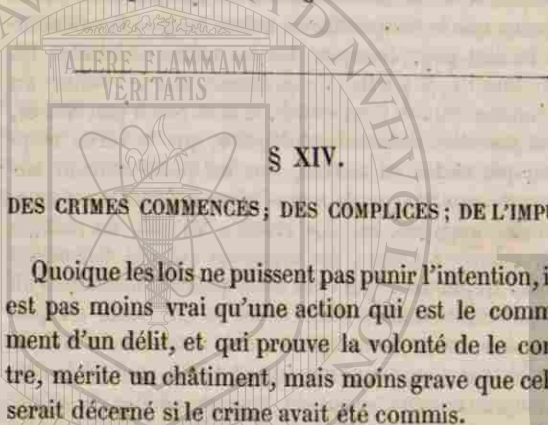 ALERE FLAMMAM
VERITATIS
§ XIV.
DES CRIMES COMMENCÉS; DES COMPLICES; DE L'IMP
Quoique les lois ne puissent pas punir l'intention, i
est pas moins vrai qu'une action qui est le comm
ment d'un délit, et qui prouve la volonté de le co
tre, mérite un châtiment, mais moins grave que cel
serait décerné si le crime avait été commis.